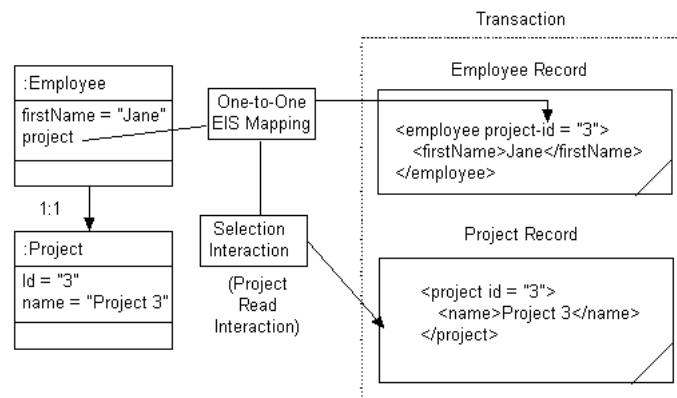 Transaction
:Employee
firstName = "Jane"
project
1:1
:Project
Id = "3"
name = "Project 3"
One-to-One
EIS Mapping
Selection
Interaction
(Project
Read
Interaction)
Employee Record
<employee project-id = "3">
<firstName>Jane</firstName>
</employee>
Project Record
<project id = "3">
<name>Project 3</name>
</project>